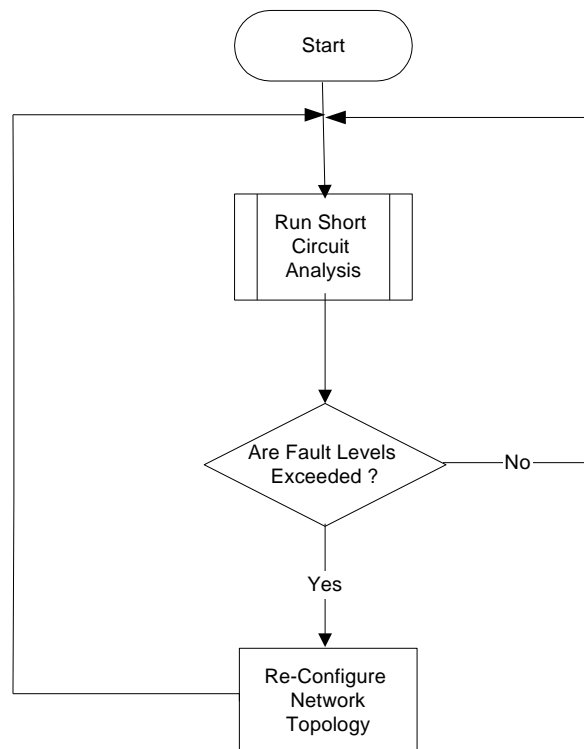 Start
Run Short
Circuit
Analysis
Are Fault Levels
Exceeded ?
No
Yes
Re-Configure
Network
Topology